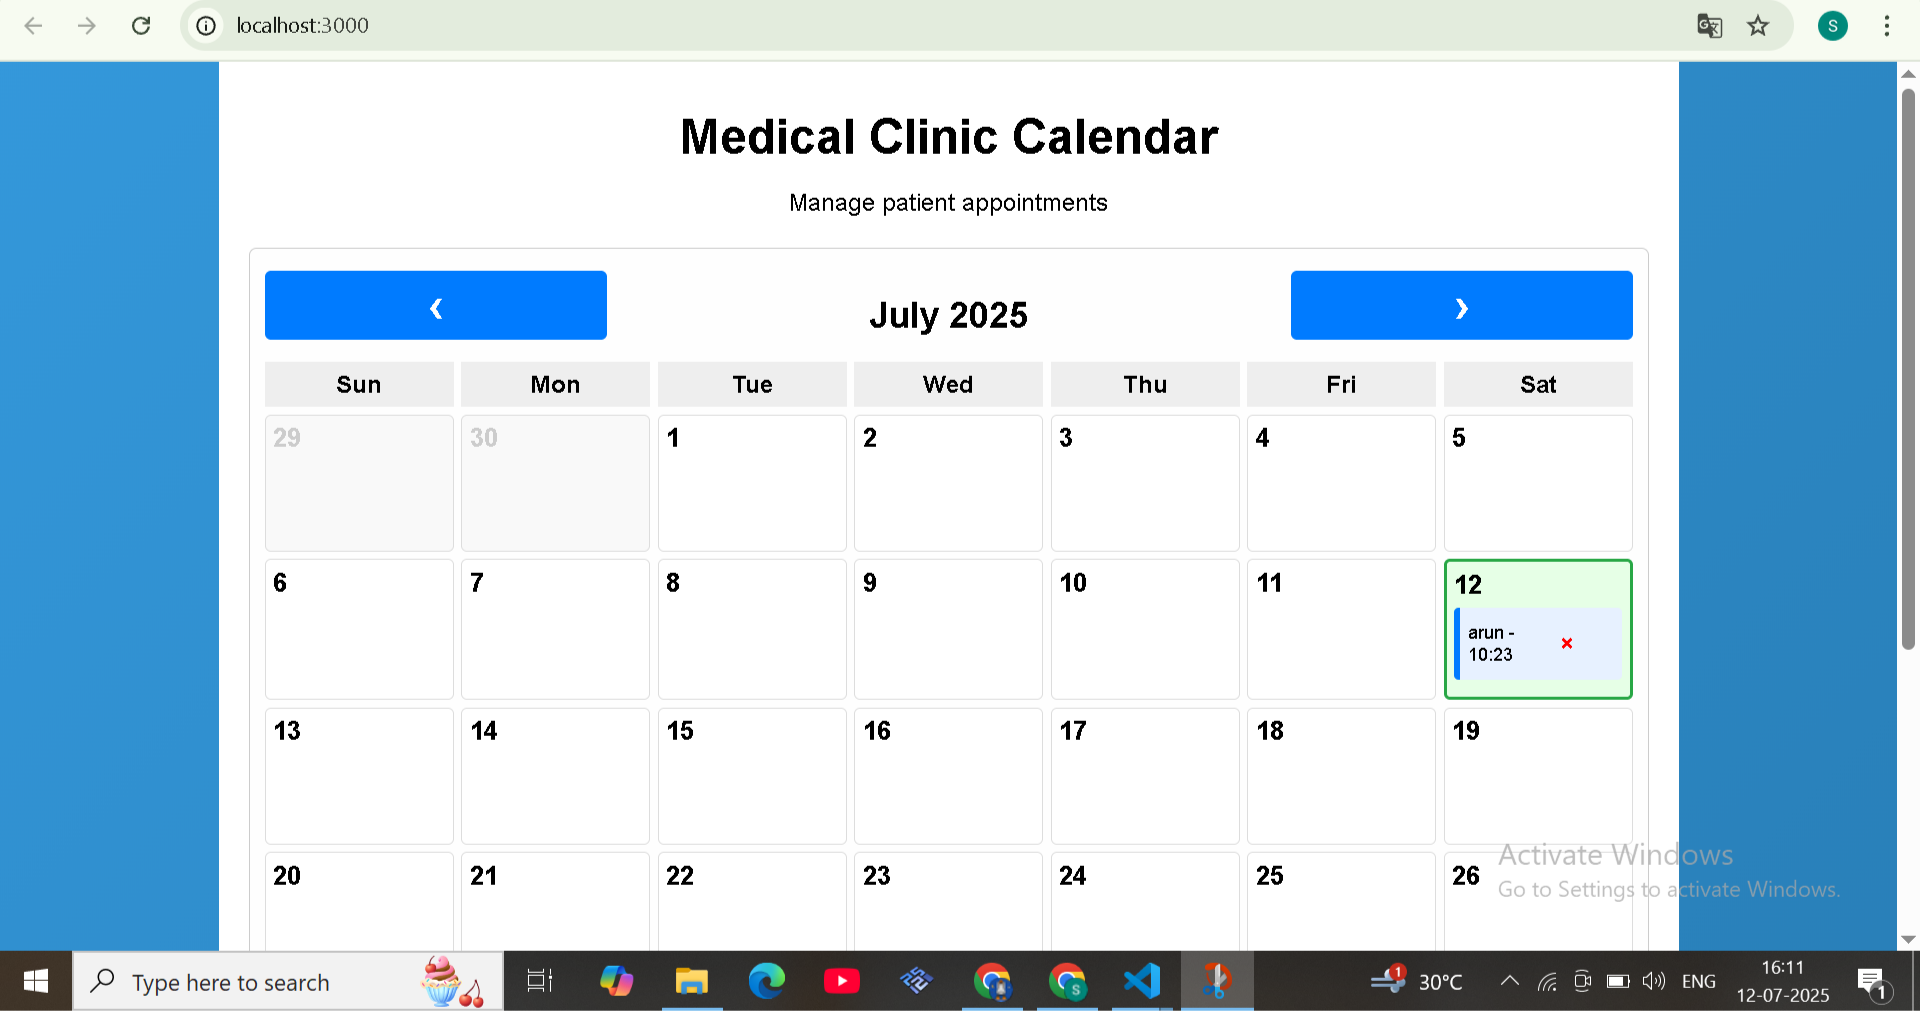 localhost:3000
S
Medical Clinic Calendar
Manage patient appointments
❮ July 2025 ❯
Sun Mon Tue Wed Thu Fri Sat
29 30 1 2 3 4 5
6 7 8 9 10 11 12
arun -
10:23
×
13 14 15 16 17 18 19
20 21 22 23 24 25 26
Activate Windows
Go to Settings to activate Windows.
Type here to search
S
1
30°C
ENG
16:11
12-07-2025
1